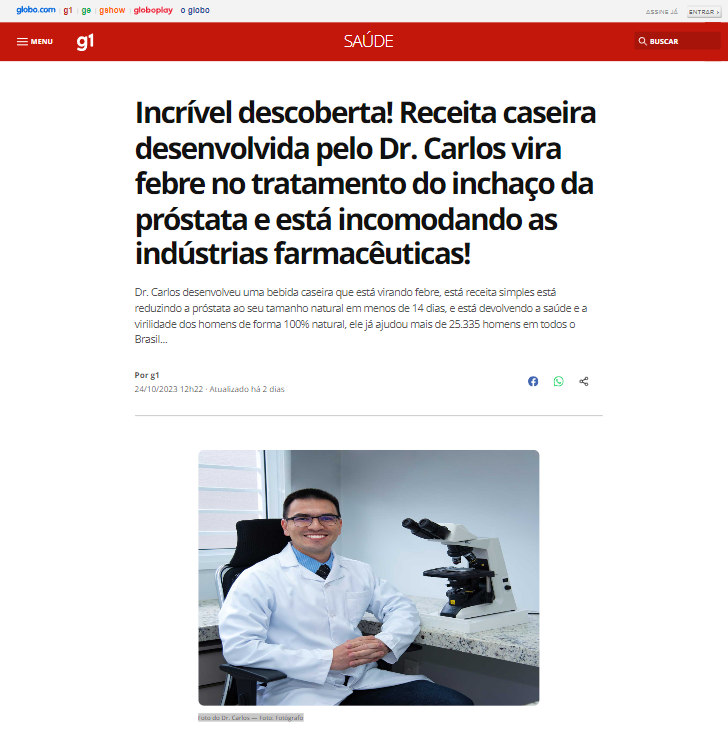 globo.com g1 ge gshow globoplay o globo ASSINE JÁ ENTRAR ›
MENU g1 SAÚDE BUSCAR
Incrível descoberta! Receita caseira
desenvolvida pelo Dr. Carlos vira
febre no tratamento do inchaço da
próstata e está incomodando as
indústrias farmacêuticas!
Dr. Carlos desenvolveu uma bebida caseira que está virando febre, está receita simples está
reduzindo a próstata ao seu tamanho natural em menos de 14 dias, e está devolvendo a saúde e a
virilidade dos homens de forma 100% natural, ele já ajudou mais de 25.335 homens em todos o
Brasil...
Por g1
24/10/2023 12h22 · Atualizado há 2 dias
Foto do Dr. Carlos — Foto: Fotógrafo